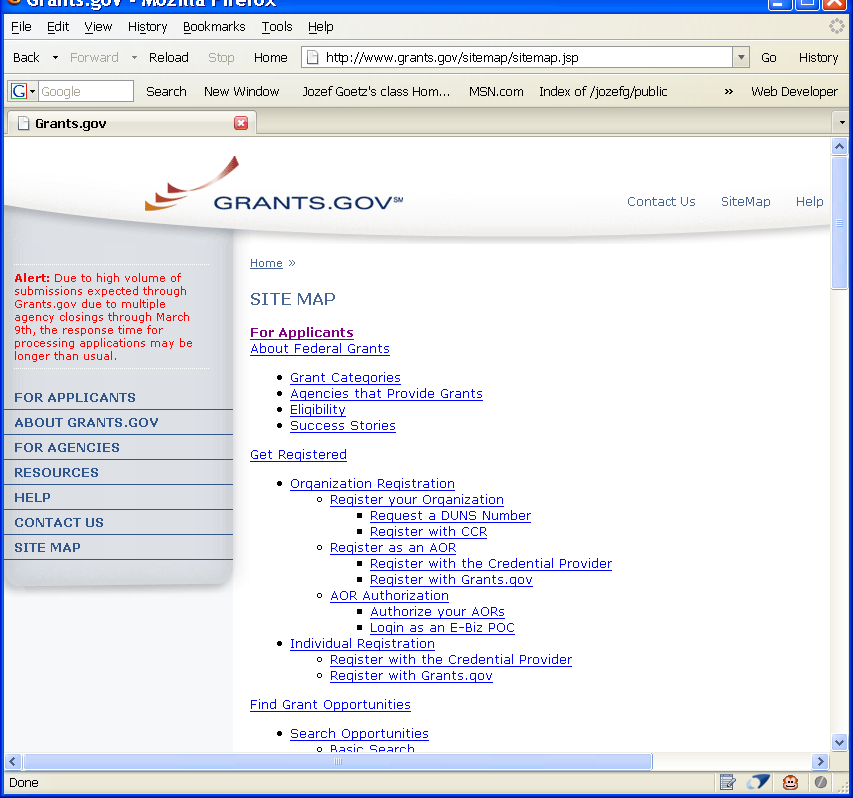 Grants.gov - Mozilla Firefox
File Edit View History Bookmarks Tools Help
Back Forward Reload Stop Home http://www.grants.gov/sitemap/sitemap.jsp Go History
G Google Search New Window Jozef Goetz's class Hom... MSN.com Index of /jozefg/public » Web Developer
Grants.gov
GRANTS.GOV℠
Contact Us SiteMap Help
Alert: Due to high volume of
submissions expected through
Grants.gov due to multiple
agency closings through March
9th, the response time for
processing applications may be
longer than usual.
FOR APPLICANTS
ABOUT GRANTS.GOV
FOR AGENCIES
RESOURCES
HELP
CONTACT US
SITE MAP
Home »
SITE MAP
For Applicants
About Federal Grants
Grant Categories
Agencies that Provide Grants
Eligibility
Success Stories
Get Registered
Organization Registration
Register your Organization
Request a DUNS Number
Register with CCR
Register as an AOR
Register with the Credential Provider
Register with Grants.gov
AOR Authorization
Authorize your AORs
Login as an E-Biz POC
Individual Registration
Register with the Credential Provider
Register with Grants.gov
Find Grant Opportunities
Search Opportunities
Basic Search
Done